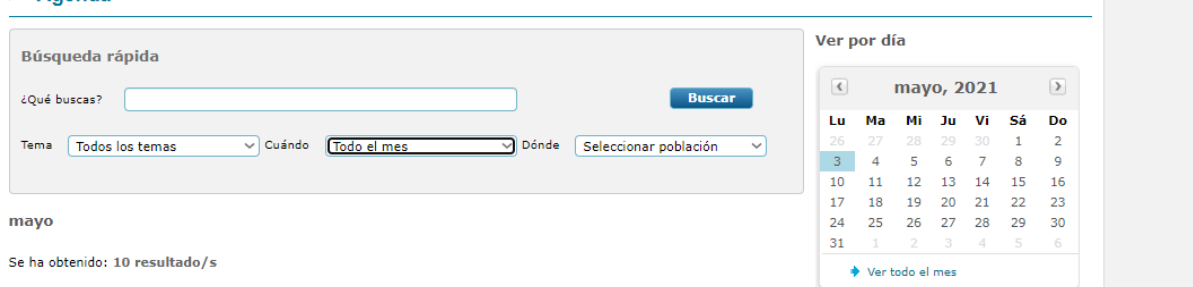 Agenda
Búsqueda rápida
¿Qué buscas?
Buscar
Tema Todos los temas Cuándo Todo el mes Dónde Seleccionar población
mayo
Se ha obtenido: 10 resultado/s
Ver por día
mayo, 2021
Lu Ma Mi Ju Vi Sá Do
26 27 28 29 30 1 2
3 4 5 6 7 8 9
10 11 12 13 14 15 16
17 18 19 20 21 22 23
24 25 26 27 28 29 30
31 1 2 3 4 5 6
Ver todo el mes